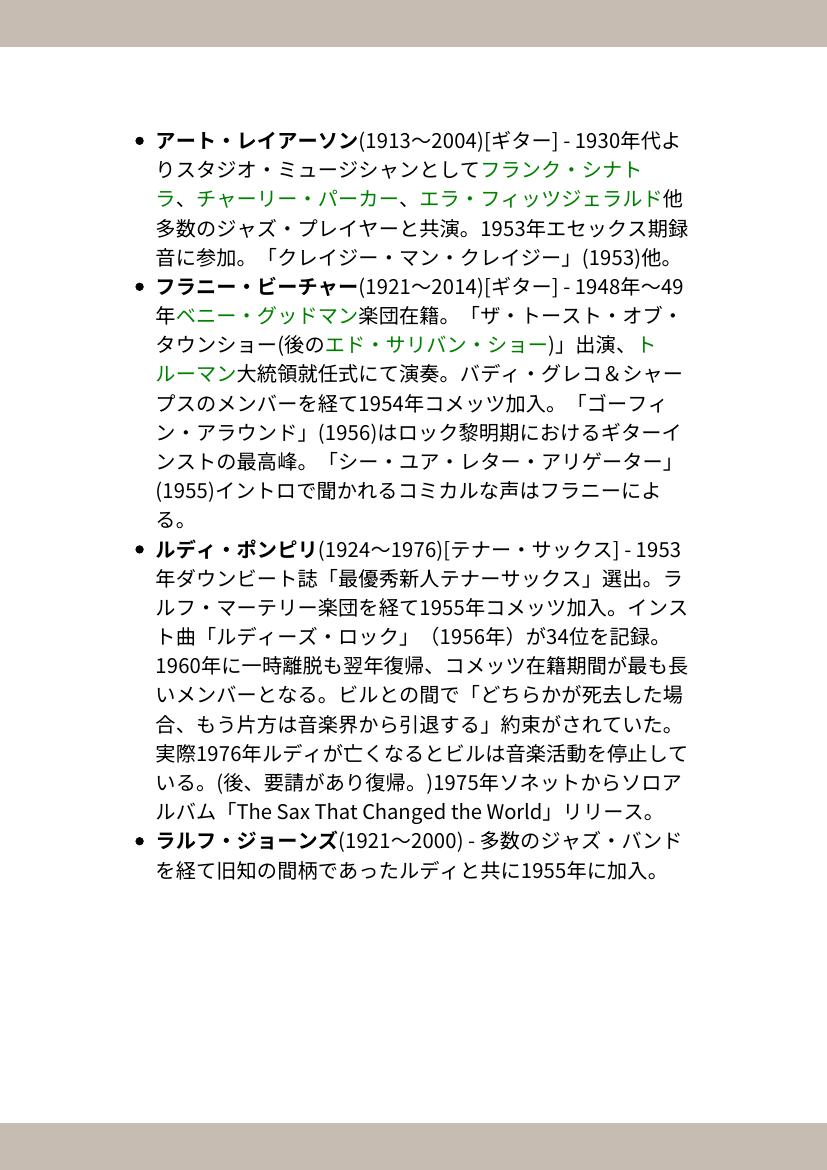 • アート・レイアーソン(1913〜2004)[ギター] - 1930年代よ
りスタジオ・ミュージシャンとしてフランク・シナト
ラ、チャーリー・パーカー、エラ・フィッツジェラルド他
多数のジャズ・プレイヤーと共演。1953年エセックス期録
音に参加。「クレイジー・マン・クレイジー」(1953)他。
• フラニー・ビーチャー(1921〜2014)[ギター] - 1948年〜49
年ベニー・グッドマン楽団在籍。「ザ・トースト・オブ・
タウンショー(後のエド・サリバン・ショー)」出演、ト
ルーマン大統領就任式にて演奏。バディ・グレコ＆シャー
プスのメンバーを経て1954年コメッツ加入。「ゴーフィ
ン・アラウンド」(1956)はロック黎明期におけるギターイ
ンストの最高峰。「シー・ユア・レター・アリゲーター」
(1955)イントロで聞かれるコミカルな声はフラニーによ
る。
• ルディ・ポンピリ(1924〜1976)[テナー・サックス] - 1953
年ダウンビート誌「最優秀新人テナーサックス」選出。ラ
ルフ・マーテリー楽団を経て1955年コメッツ加入。インス
ト曲「ルディーズ・ロック」（1956年）が34位を記録。
1960年に一時離脱も翌年復帰、コメッツ在籍期間が最も長
いメンバーとなる。ビルとの間で「どちらかが死去した場
合、もう片方は音楽界から引退する」約束がされていた。
実際1976年ルディが亡くなるとビルは音楽活動を停止して
いる。(後、要請があり復帰。)1975年ソネットからソロア
ルバム「The Sax That Changed the World」リリース。
• ラルフ・ジョーンズ(1921〜2000) - 多数のジャズ・バンド
を経て旧知の間柄であったルディと共に1955年に加入。